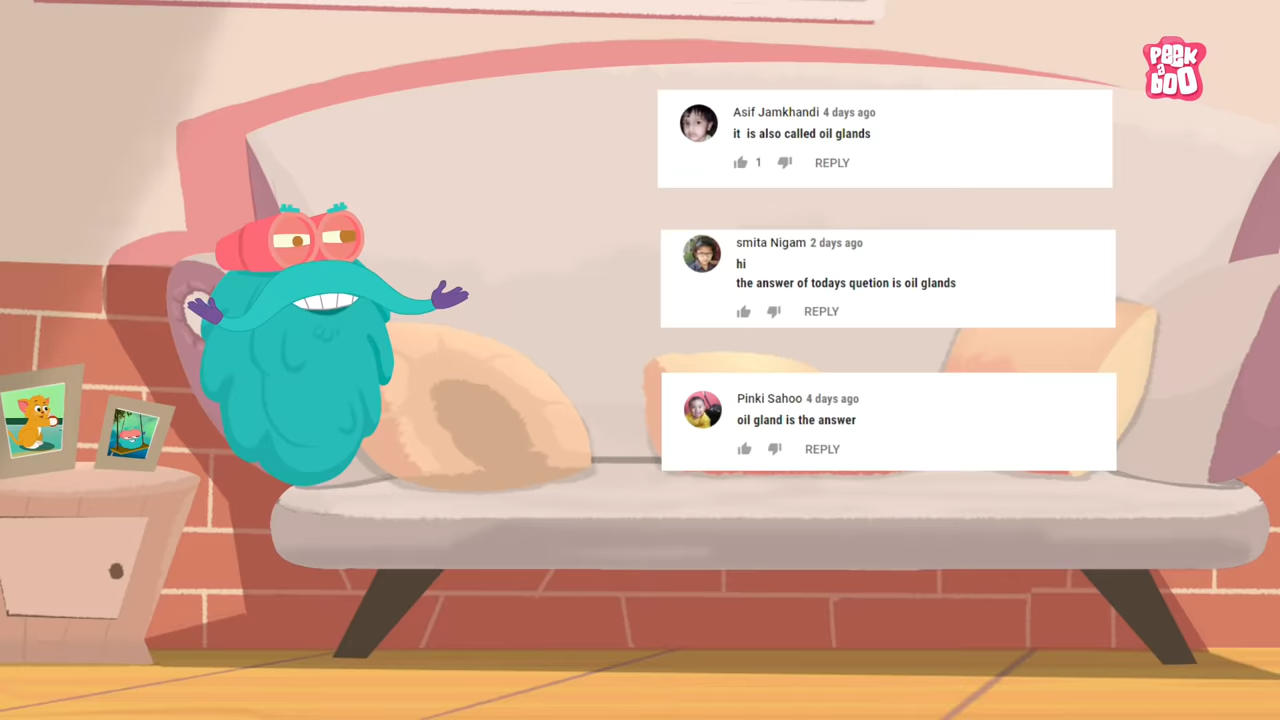 PEEK
a
BOO
Asif Jamkhandi 4 days ago
it is also called oil glands
1 REPLY
smita Nigam 2 days ago
hi
the answer of todays quetion is oil glands
REPLY
Pinki Sahoo 4 days ago
oil gland is the answer
REPLY